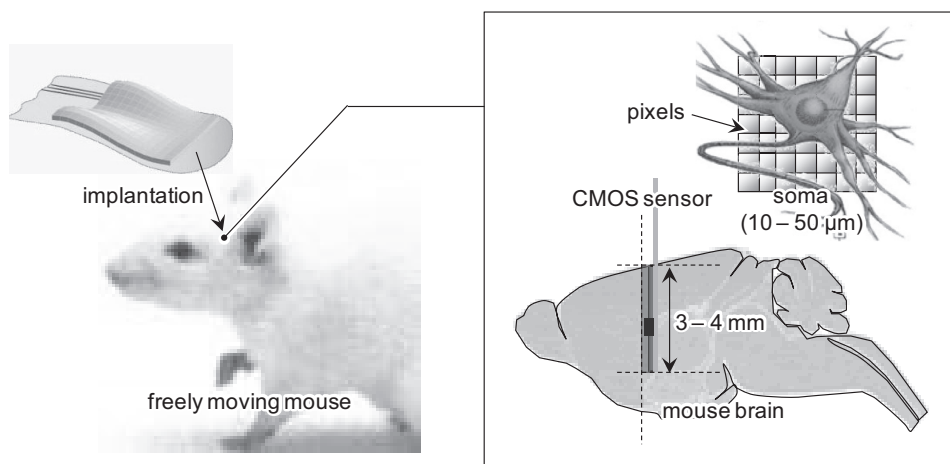 implantation
freely moving mouse
pixels
CMOS sensor
soma
(10 – 50 µm)
3 – 4 mm
mouse brain